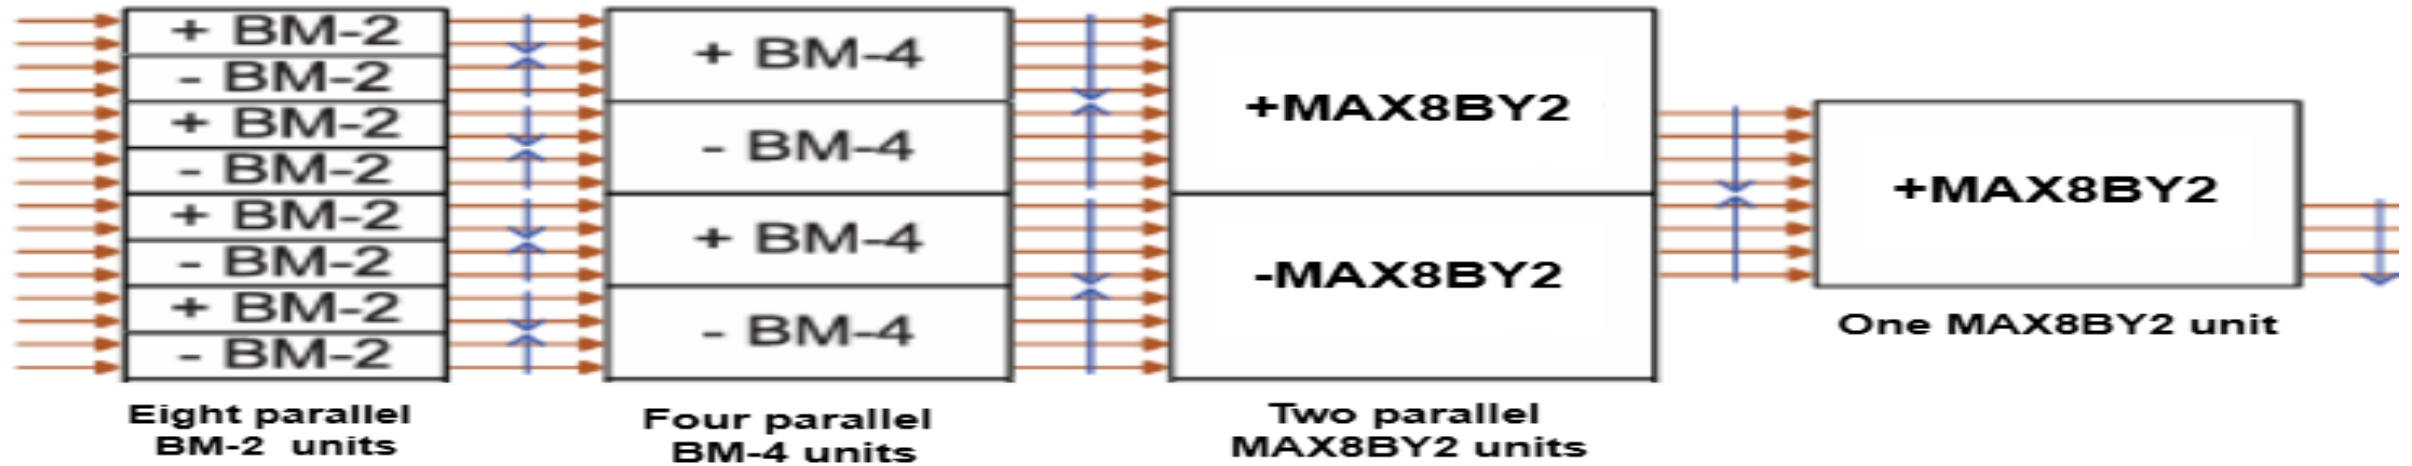 + BM-2
- BM-2
+ BM-2
- BM-2
+ BM-2
- BM-2
+ BM-2
- BM-2
Eight parallel
BM-2 units
+ BM-4
- BM-4
+ BM-4
- BM-4
Four parallel
BM-4 units
+MAX8BY2
-MAX8BY2
Two parallel
MAX8BY2 units
+MAX8BY2
One MAX8BY2 unit